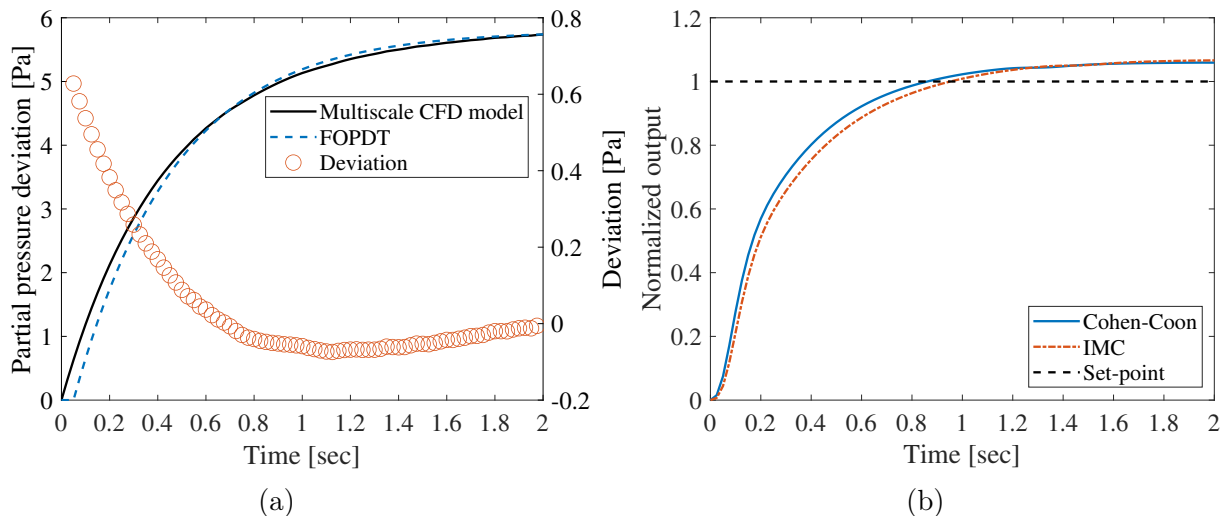 Partial pressure deviation [Pa]
6
5
4
3
2
1
0
0.8
0.6
0.4
0.2
0
-0.2
Deviation [Pa]
Multiscale CFD model
FOPDT
Deviation
0 0.2 0.4 0.6 0.8 1 1.2 1.4 1.6 1.8 2
Time [sec]
(a)
Normalized output
1.2
1
0.8
0.6
0.4
0.2
0
Cohen-Coon
IMC
Set-point
0 0.2 0.4 0.6 0.8 1 1.2 1.4 1.6 1.8 2
Time [sec]
(b)